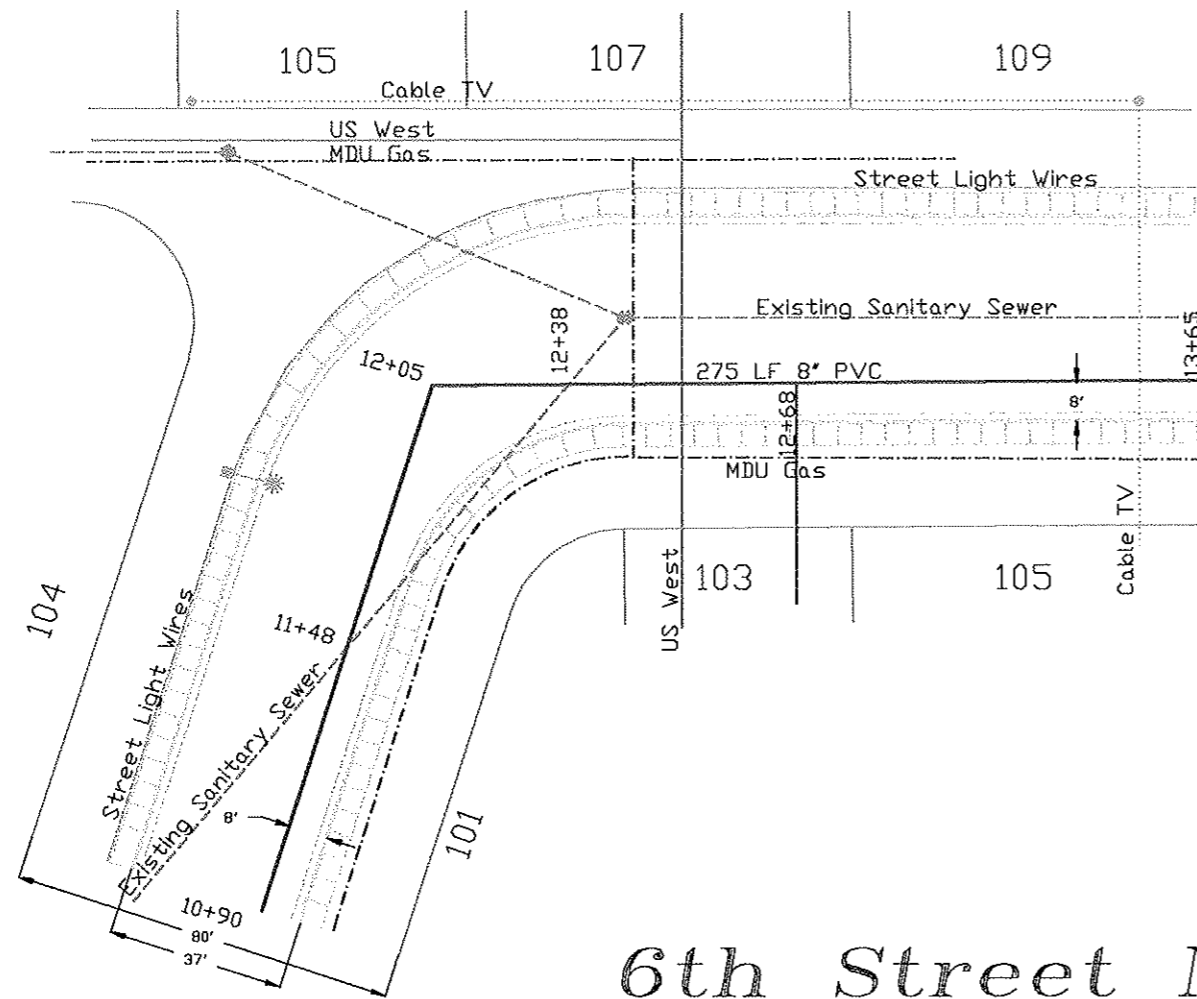 105
107
109
Cable TV
US West
MDU Gas
Street Light Wires
Existing Sanitary Sewer
12+38
13+65
12+05
275 LF 8" PVC
8'
12+68
MDU Gas
Cable TV
US West
103
105
104
11+48
Street Light Wires
Existing Sanitary Sewer
8'
101
10+90
80'
37'
6th Street